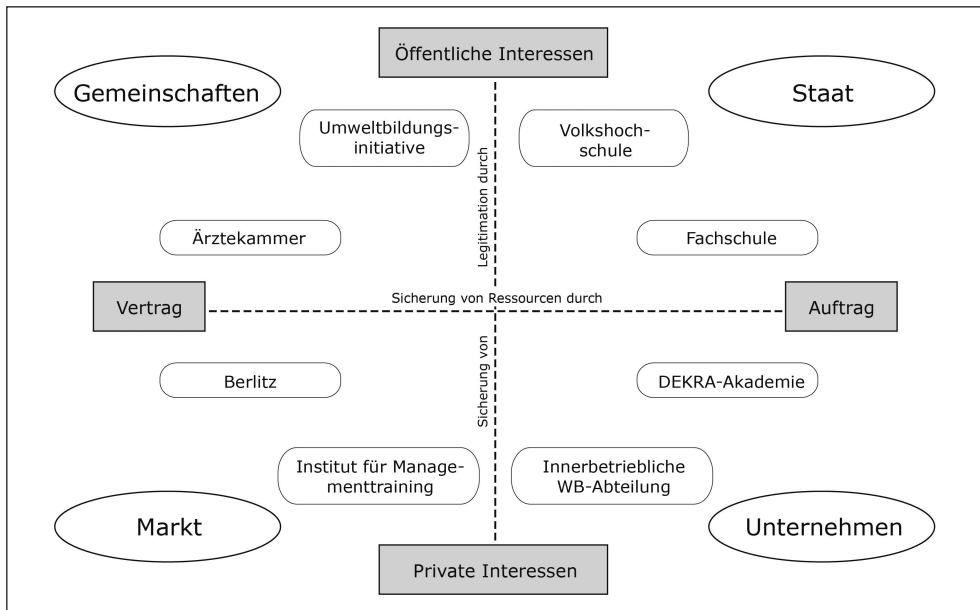 Öffentliche Interessen
Gemeinschaften
Staat
Umweltbildungs-
initiative
Volkshoch-
schule
Legitimation durch
Ärztekammer
Fachschule
Vertrag
Sicherung von Ressourcen durch
Auftrag
Sicherung von
Berlitz
DEKRA-Akademie
Institut für Manage-
menttraining
Innerbetriebliche
WB-Abteilung
Markt
Unternehmen
Private Interessen